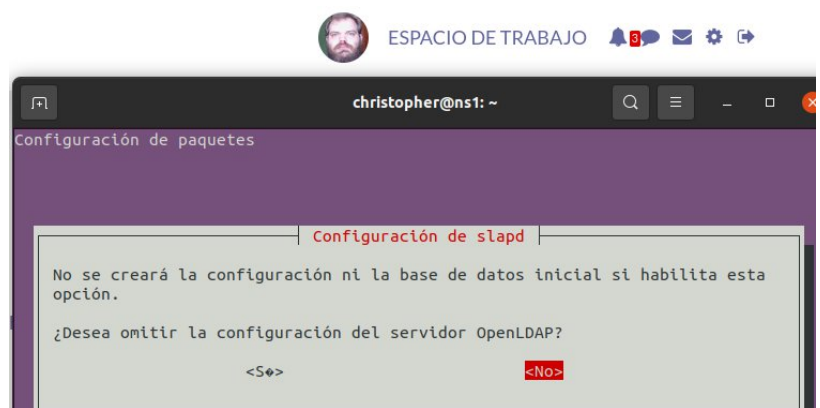 ESPACIO DE TRABAJO 3
christopher@ns1: ~
Configuración de paquetes
Configuración de slapd
No se creará la configuración ni la base de datos inicial si habilita esta
opción.
¿Desea omitir la configuración del servidor OpenLDAP?
<S�> <No>